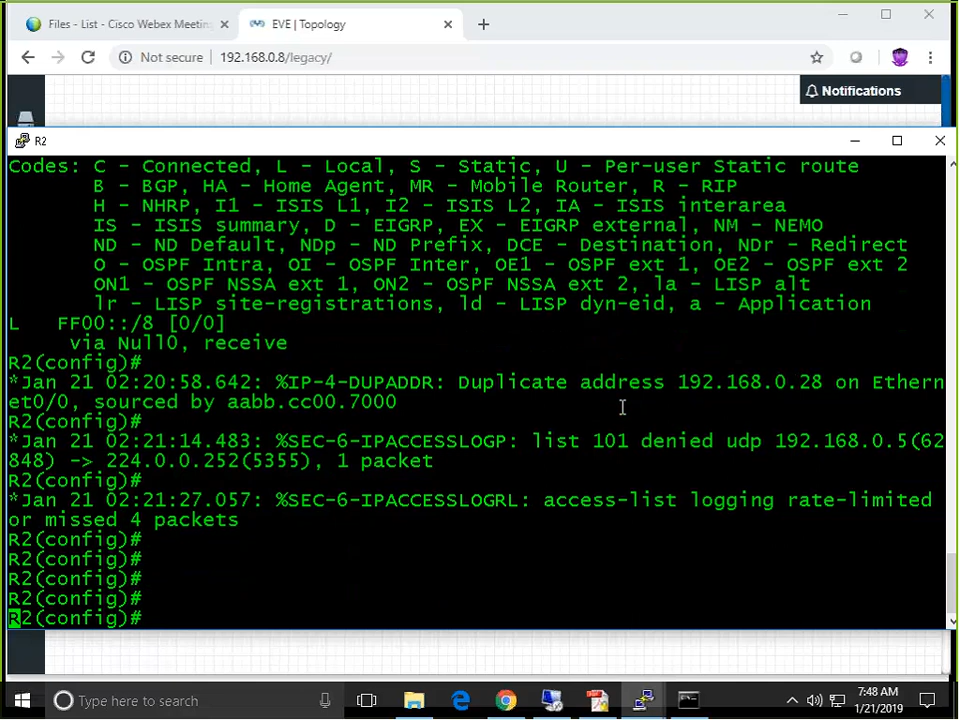 Files - List - Cisco Webex Meeting
EVE | Topology
Not secure | 192.168.0.8/legacy/
Notifications
R2
Codes: C - Connected, L - Local, S - Static, U - Per-user Static route
B - BGP, HA - Home Agent, MR - Mobile Router, R - RIP
H - NHRP, I1 - ISIS L1, I2 - ISIS L2, IA - ISIS interarea
IS - ISIS summary, D - EIGRP, EX - EIGRP external, NM - NEMO
ND - ND Default, NDp - ND Prefix, DCE - Destination, NDr - Redirect
O - OSPF Intra, OI - OSPF Inter, OE1 - OSPF ext 1, OE2 - OSPF ext 2
ON1 - OSPF NSSA ext 1, ON2 - OSPF NSSA ext 2, la - LISP alt
lr - LISP site-registrations, ld - LISP dyn-eid, a - Application
L FF00::/8 [0/0]
via Null0, receive
R2(config)#
*Jan 21 02:20:58.642: %IP-4-DUPADDR: Duplicate address 192.168.0.28 on Ethern
et0/0, sourced by aabb.cc00.7000
R2(config)#
*Jan 21 02:21:14.483: %SEC-6-IPACCESSLOGP: list 101 denied udp 192.168.0.5(62
848) -> 224.0.0.252(5355), 1 packet
R2(config)#
*Jan 21 02:21:27.057: %SEC-6-IPACCESSLOGRL: access-list logging rate-limited
or missed 4 packets
R2(config)#
R2(config)#
R2(config)#
R2(config)#
R2(config)#
Type here to search
7:48 AM
1/21/2019